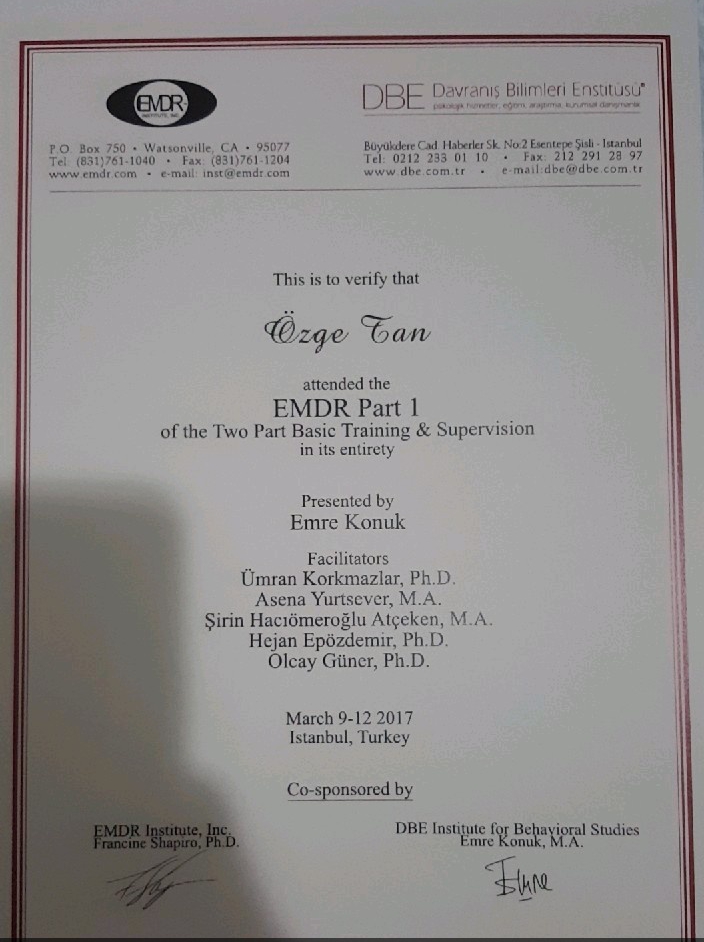 EMDR
INSTITUTE, INC
P.O. Box 750 • Watsonville, CA • 95077
Tel: (831)761-1040 • Fax: (831)761-1204
www.emdr.com • e-mail: inst@emdr.com
DBE Davranış Bilimleri Enstitüsü®
psikolojik hizmetler, eğitim, araştırma, kurumsal danışmanlık
Büyükdere Cad. Haberler Sk. No:2 Esentepe Şişli - Istanbul
Tel: 0212 233 01 10 • Fax: 212 291 28 97
www.dbe.com.tr • e-mail:dbe@dbe.com.tr
This is to verify that
Özge Tan
attended the
EMDR Part 1
of the Two Part Basic Training & Supervision
in its entirety
Presented by
Emre Konuk
Facilitators
Ümran Korkmazlar, Ph.D.
Asena Yurtsever, M.A.
Şirin Hacıömeroğlu Atçeken, M.A.
Hejan Epözdemir, Ph.D.
Olcay Güner, Ph.D.
March 9-12 2017
Istanbul, Turkey
Co-sponsored by
EMDR Institute, Inc.
Francine Shapiro, Ph.D.
DBE Institute for Behavioral Studies
Emre Konuk, M.A.